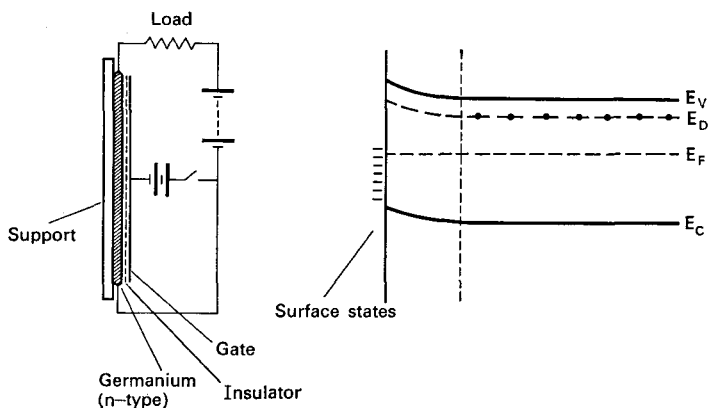 Load
Support
Germanium
(n-type)
Insulator
Gate
Surface states
E_V
E_D
E_F
E_C